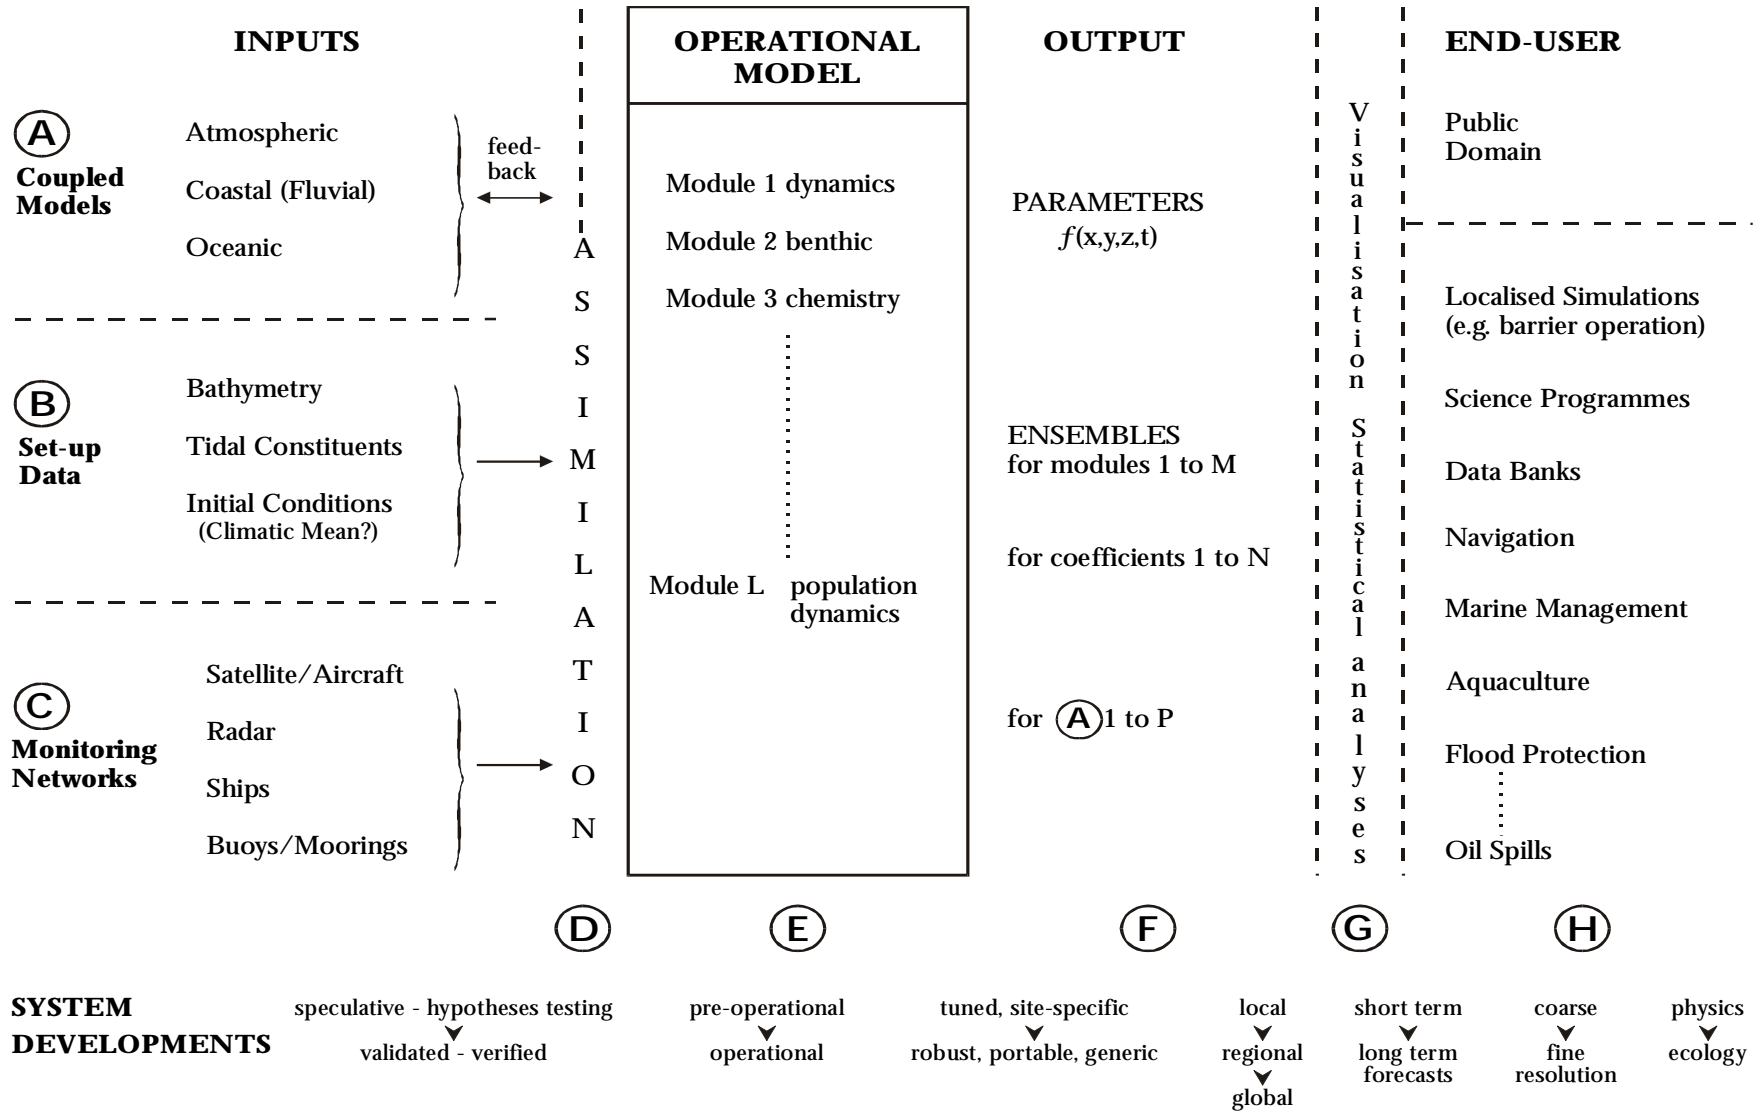 INPUTS
A
Coupled
Models
Atmospheric
Coastal (Fluvial)
Oceanic
feed-
back
B
Set-up
Data
Bathymetry
Tidal Constituents
Initial Conditions
(Climatic Mean?)
C
Monitoring
Networks
Satellite/Aircraft
Radar
Ships
Buoys/Moorings
ASSIMILATION
OPERATIONAL
MODEL
Module 1 dynamics
Module 2 benthic
Module 3 chemistry
Module L population
dynamics
OUTPUT
PARAMETERS
f(x,y,z,t)
ENSEMBLES
for modules 1 to M
for coefficients 1 to N
for A 1 to P
Visualisation Statistical analyses
END-USER
Public
Domain
Localised Simulations
(e.g. barrier operation)
Science Programmes
Data Banks
Navigation
Marine Management
Aquaculture
Flood Protection
Oil Spills
D
E
F
G
H
SYSTEM
DEVELOPMENTS
speculative - hypotheses testing
validated - verified
pre-operational
operational
tuned, site-specific
robust, portable, generic
local
regional
global
short term
long term
forecasts
coarse
fine
resolution
physics
ecology